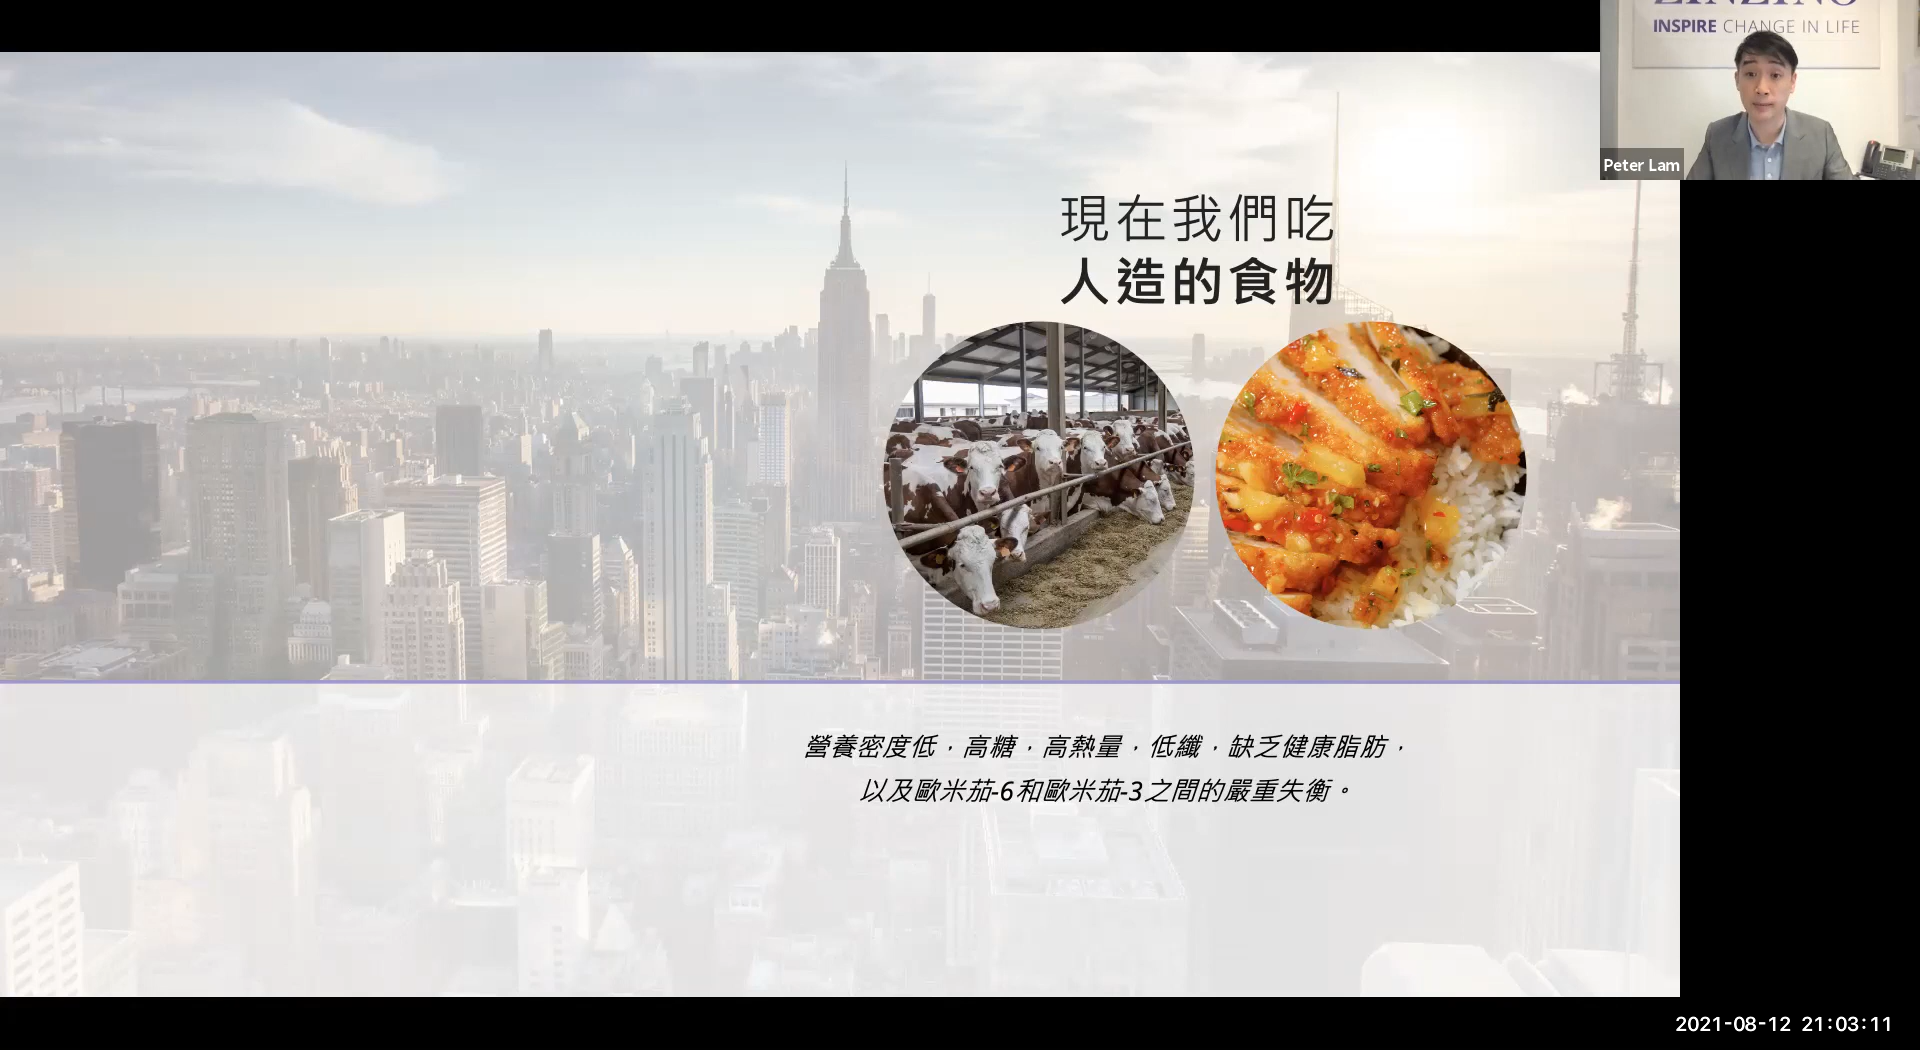 ZINZINO
INSPIRE CHANGE IN LIFE
Peter Lam
現在我們吃
人造的食物
營養密度低，高糖，高熱量，低纖，缺乏健康脂肪，
以及歐米茄-6和歐米茄-3之間的嚴重失衡。
2021-08-12 21:03:11